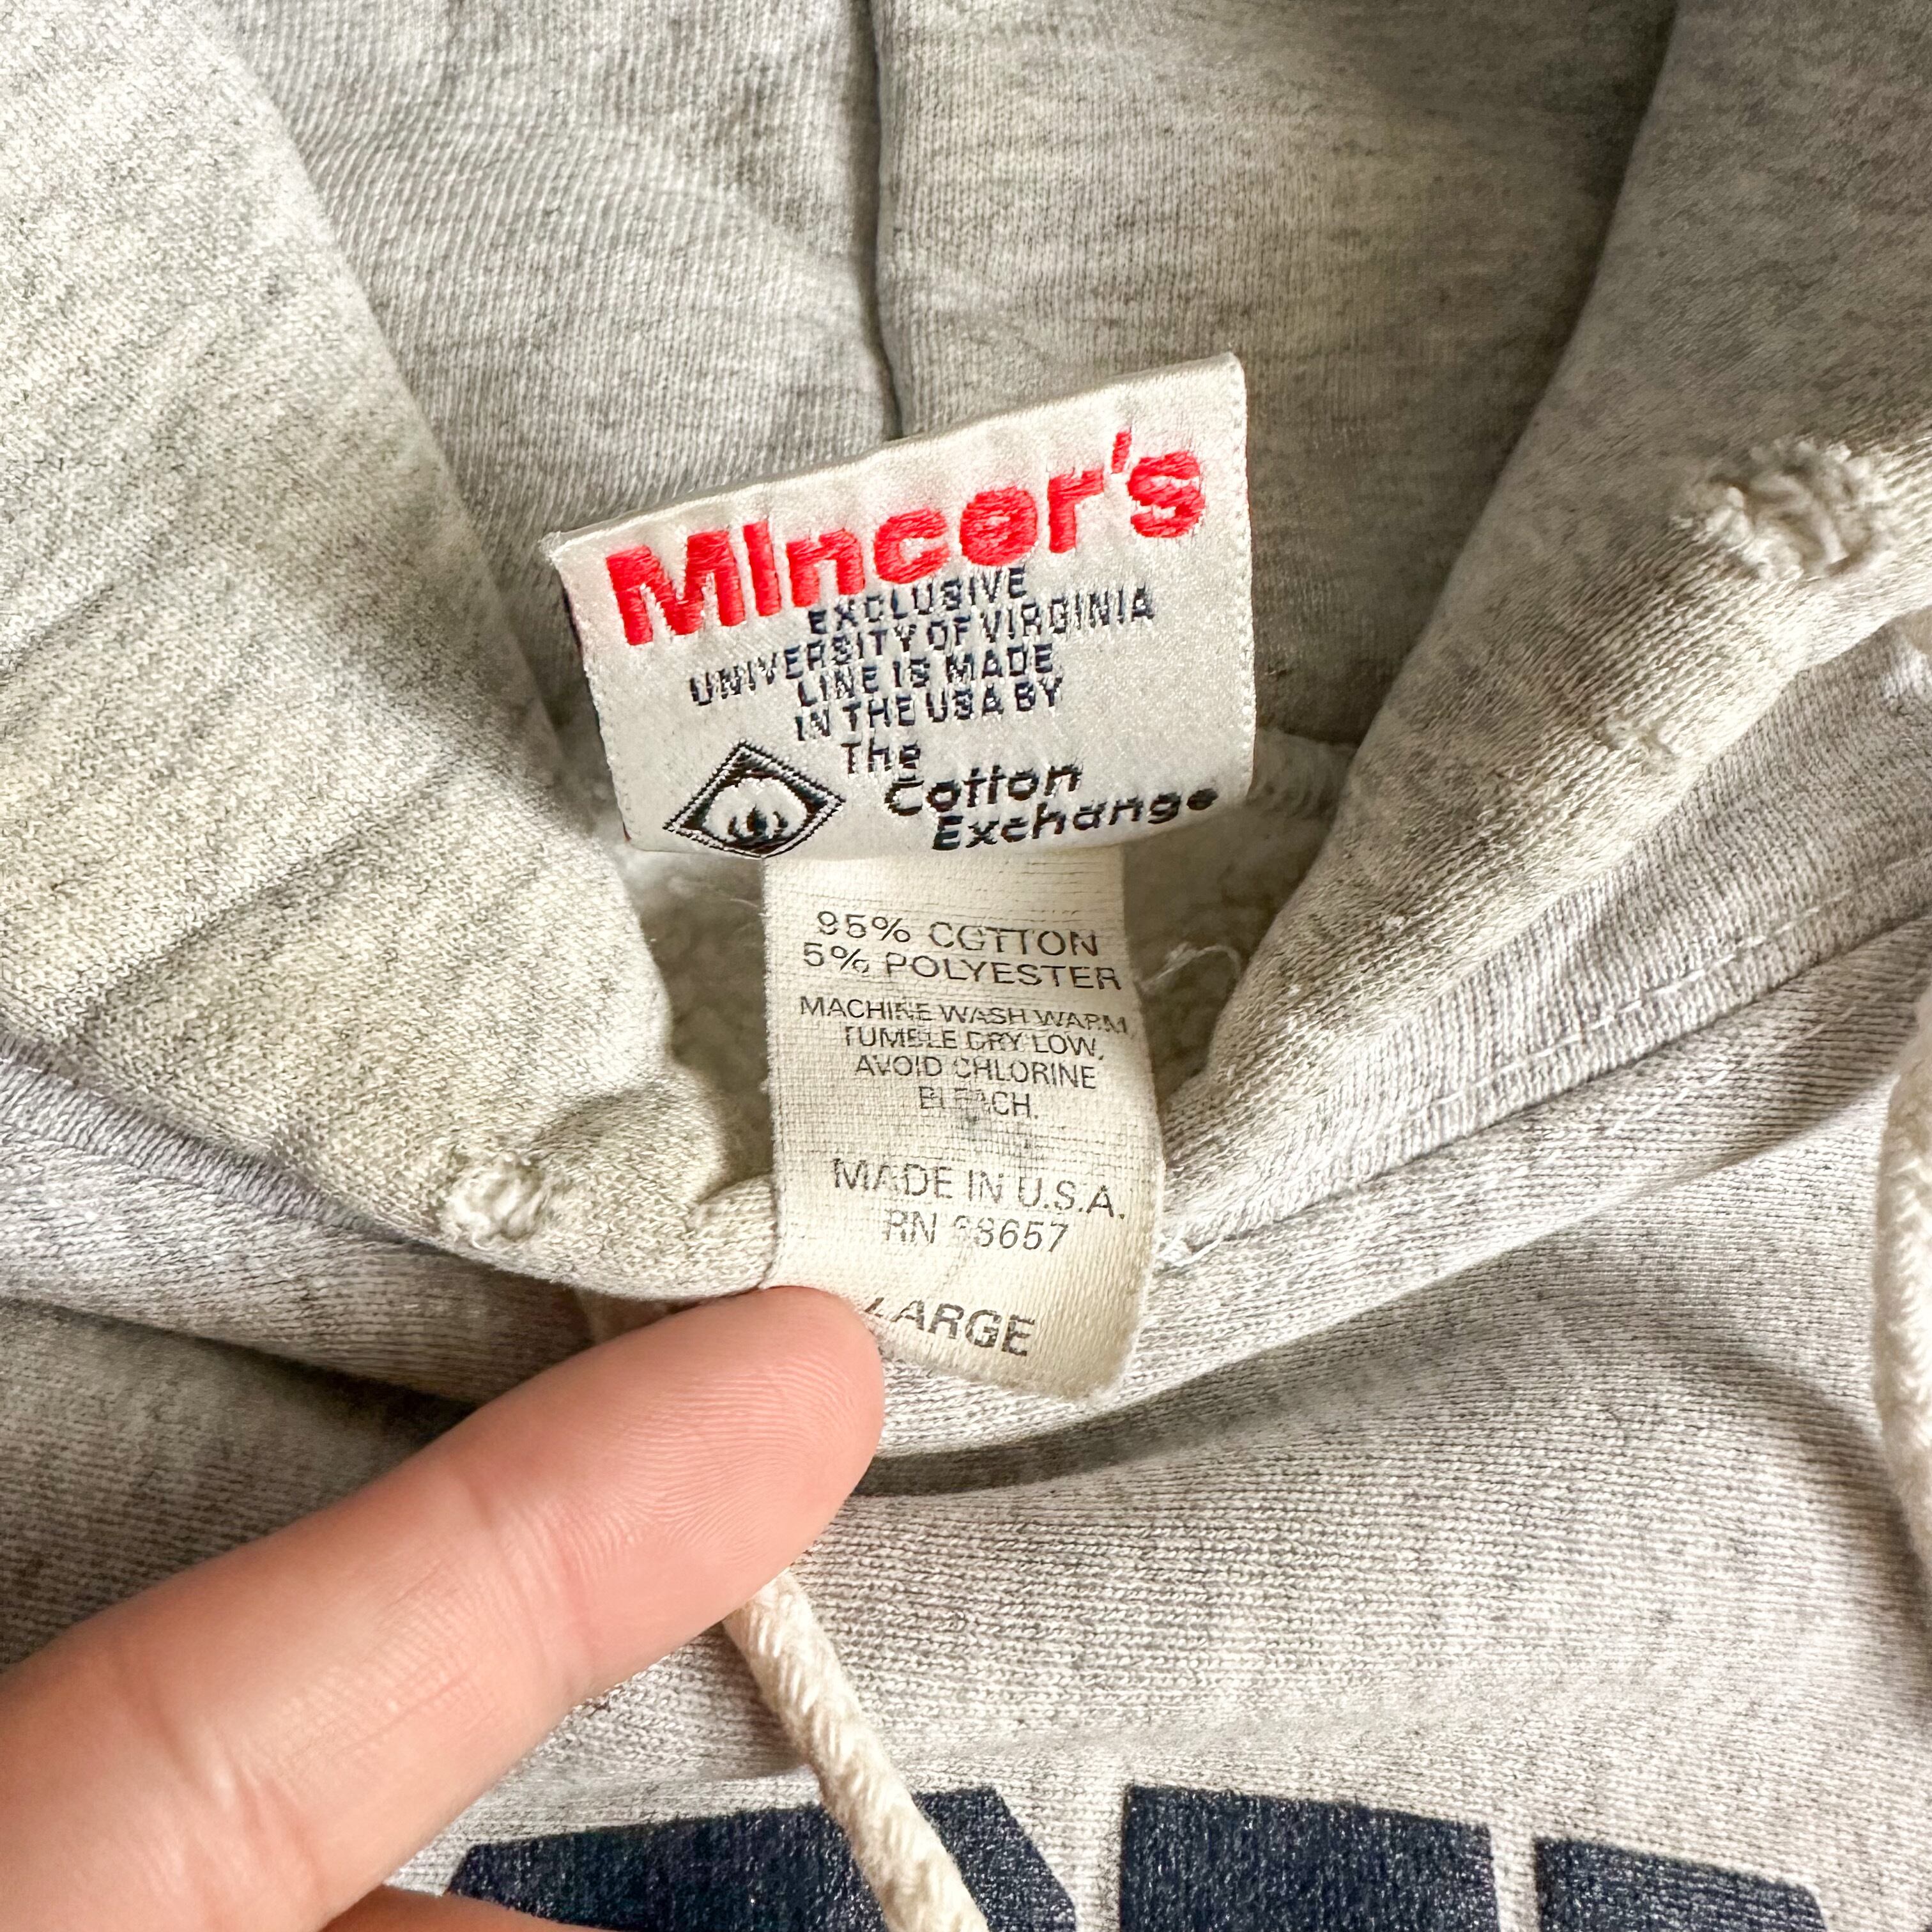 Mincer's
EXCLUSIVE
UNIVERSITY OF VIRGINIA
LINE IS MADE
IN THE USA BY
The
Cotton
Exchange
95% COTTON
5% POLYESTER
MACHINE WASH WARM,
TUMBLE DRY LOW,
AVOID CHLORINE
BLEACH.
MADE IN U.S.A.
RN
LARGE